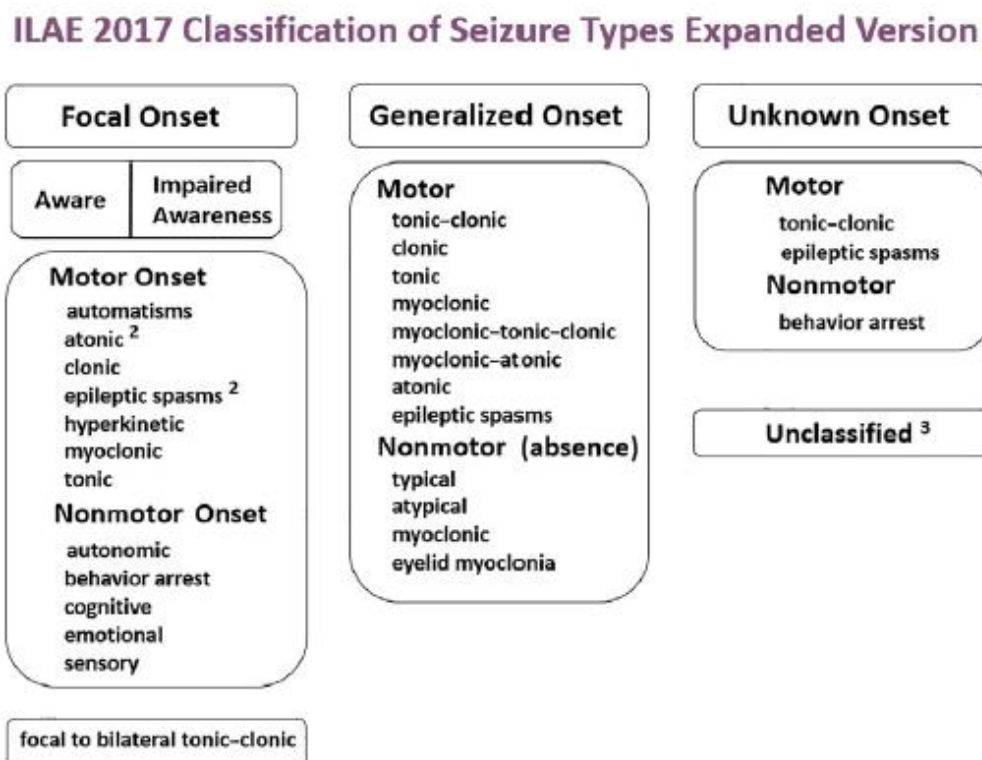 ILAE 2017 Classification of Seizure Types Expanded Version
Focal Onset
Aware
Impaired
Awareness
Motor Onset
automatisms
atonic ²
clonic
epileptic spasms ²
hyperkinetic
myoclonic
tonic
Nonmotor Onset
autonomic
behavior arrest
cognitive
emotional
sensory
focal to bilateral tonic–clonic
Generalized Onset
Motor
tonic–clonic
clonic
tonic
myoclonic
myoclonic–tonic–clonic
myoclonic–atonic
atonic
epileptic spasms
Nonmotor (absence)
typical
atypical
myoclonic
eyelid myoclonia
Unknown Onset
Motor
tonic–clonic
epileptic spasms
Nonmotor
behavior arrest
Unclassified ³